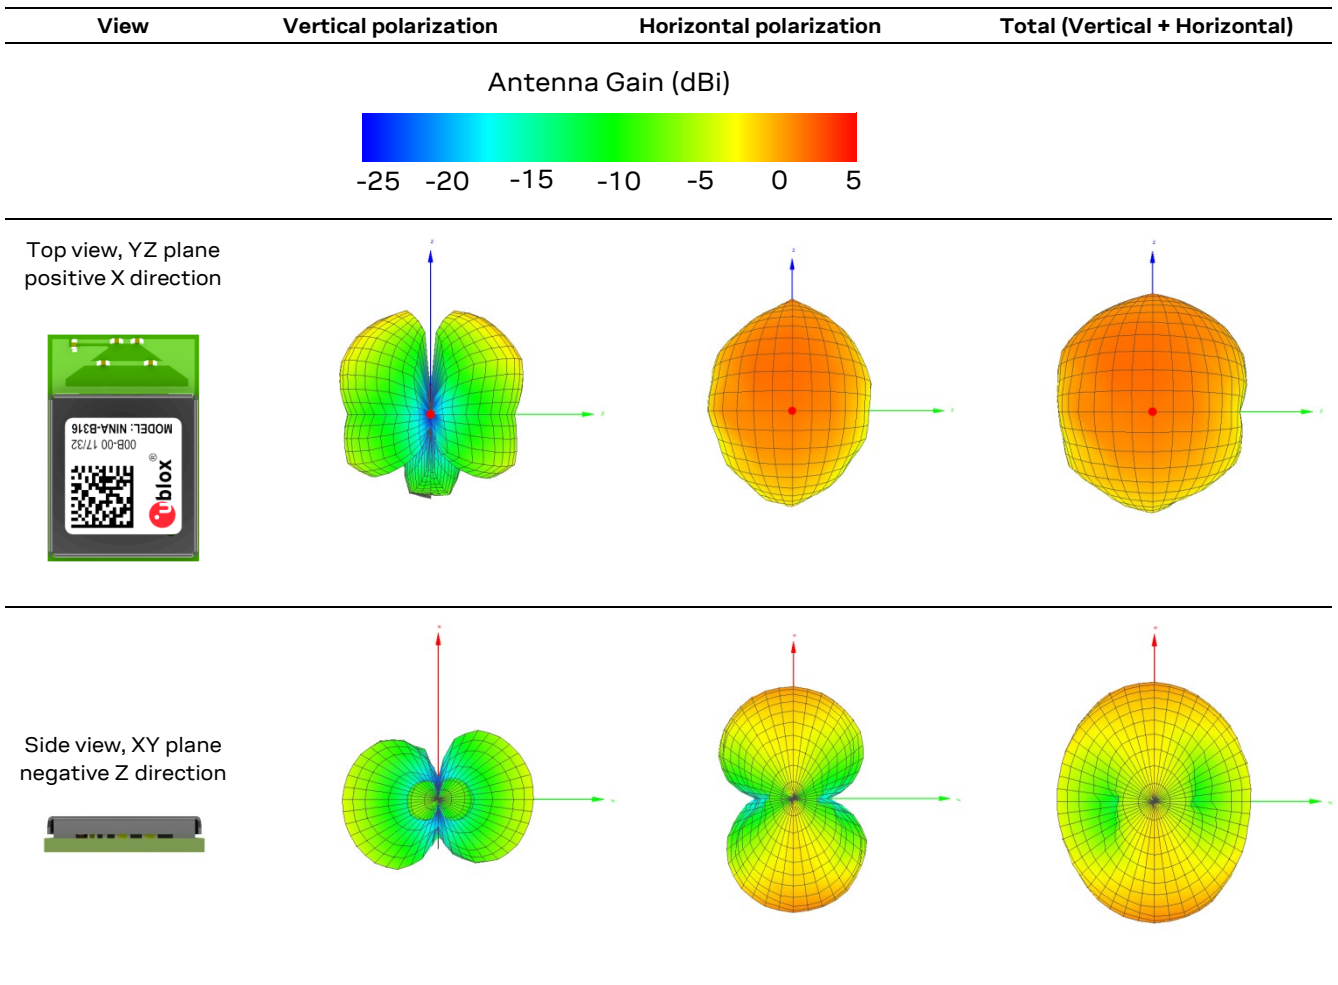 View Vertical polarization Horizontal polarization Total (Vertical + Horizontal)
Antenna Gain (dBi)
-25 -20 -15 -10 -5 0 5
Top view, YZ plane
positive X direction
MODEL: NINA-B316
00B-00 17/32
ublox®
Z
Z
Z
Side view, XY plane
negative Z direction